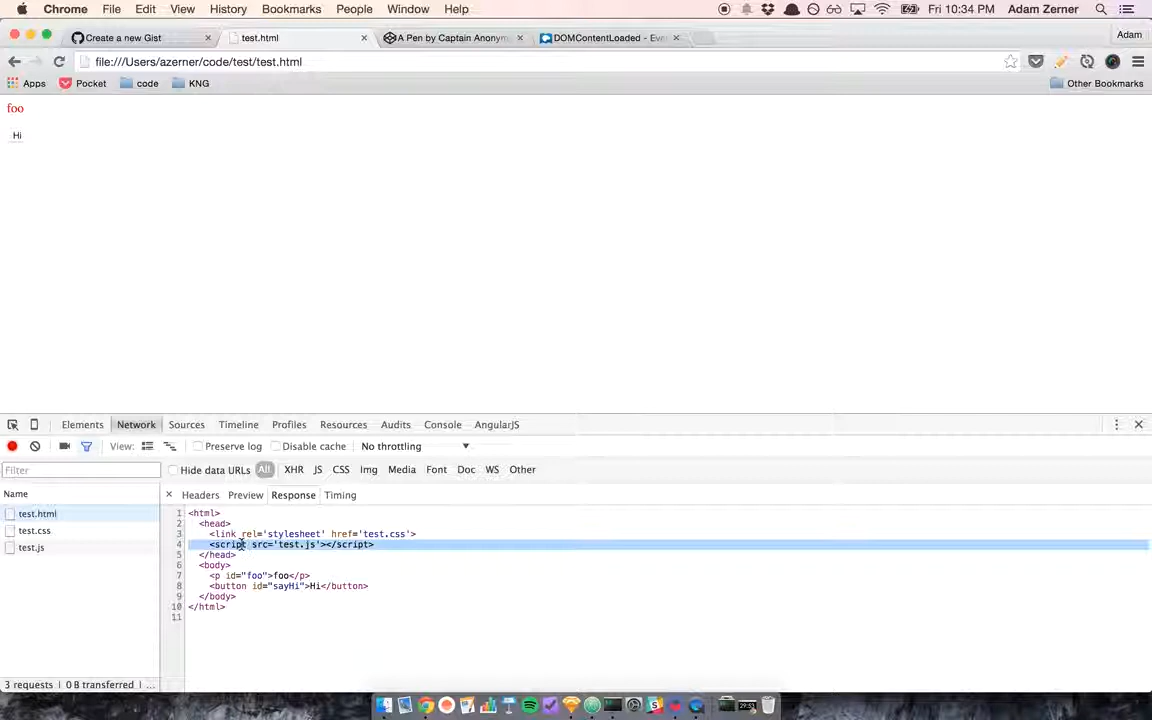 Chrome File Edit View History Bookmarks People Window Help Fri 10:34 PM Adam Zerner
Create a new Gist test.html A Pen by Captain Anonym DOMContentLoaded - Eve Adam
file:///Users/azerner/code/test/test.html
Apps Pocket code KNG Other Bookmarks
foo
Hi
Elements Network Sources Timeline Profiles Resources Audits Console AngularJS
View: Preserve log Disable cache No throttling
Filter Hide data URLs All XHR JS CSS Img Media Font Doc WS Other
Name Headers Preview Response Timing
test.html
test.css
test.js
1 <html>
2 <head>
3 <link rel='stylesheet' href='test.css'>
4 <script src='test.js'></script>
5 </head>
6 <body>
7 <p id="foo">foo</p>
8 <button id="sayHi">Hi</button>
9 </body>
10 </html>
11
3 requests | 0 B transferred | ...